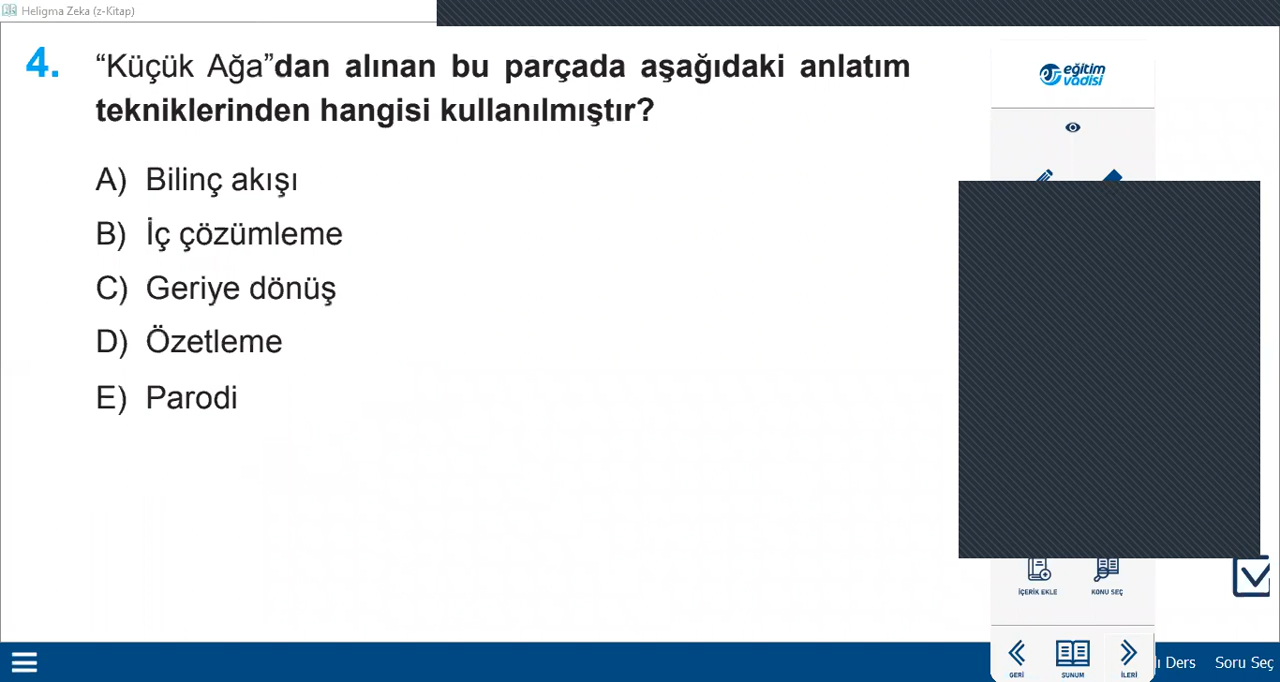 Heligma Zeka (z-Kitap)
4. “Küçük Ağa”dan alınan bu parçada aşağıdaki anlatım
tekniklerinden hangisi kullanılmıştır?
A) Bilinç akışı
B) İç çözümleme
C) Geriye dönüş
D) Özetleme
E) Parodi
eğitim
vadisi
İÇERİK EKLE KONU SEÇ
GERİ SUNUM İLERİ
Ders Soru Seç